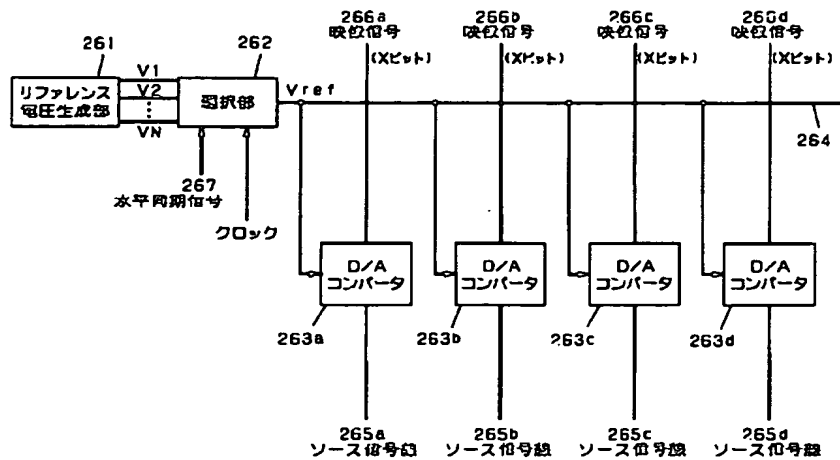 266a
映像信号
(Xビット)
266b
映像信号
(Xビット)
266c
映像信号
(Xビット)
266d
映像信号
(Xビット)
261
262
V1
V2
VN
Vref
リファレンス
電圧生成部
選択部
264
267
水平同期信号
クロック
D/A
コンバータ
D/A
コンバータ
D/A
コンバータ
D/A
コンバータ
263a
263b
263c
263d
265a
ソース信号線
265b
ソース信号線
265c
ソース信号線
265d
ソース信号線